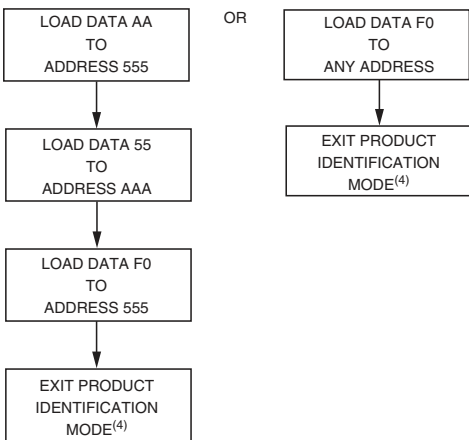 LOAD DATA AA
TO
ADDRESS 555
LOAD DATA 55
TO
ADDRESS AAA
LOAD DATA F0
TO
ADDRESS 555
EXIT PRODUCT
IDENTIFICATION
MODE(4)
OR
LOAD DATA F0
TO
ANY ADDRESS
EXIT PRODUCT
IDENTIFICATION
MODE(4)